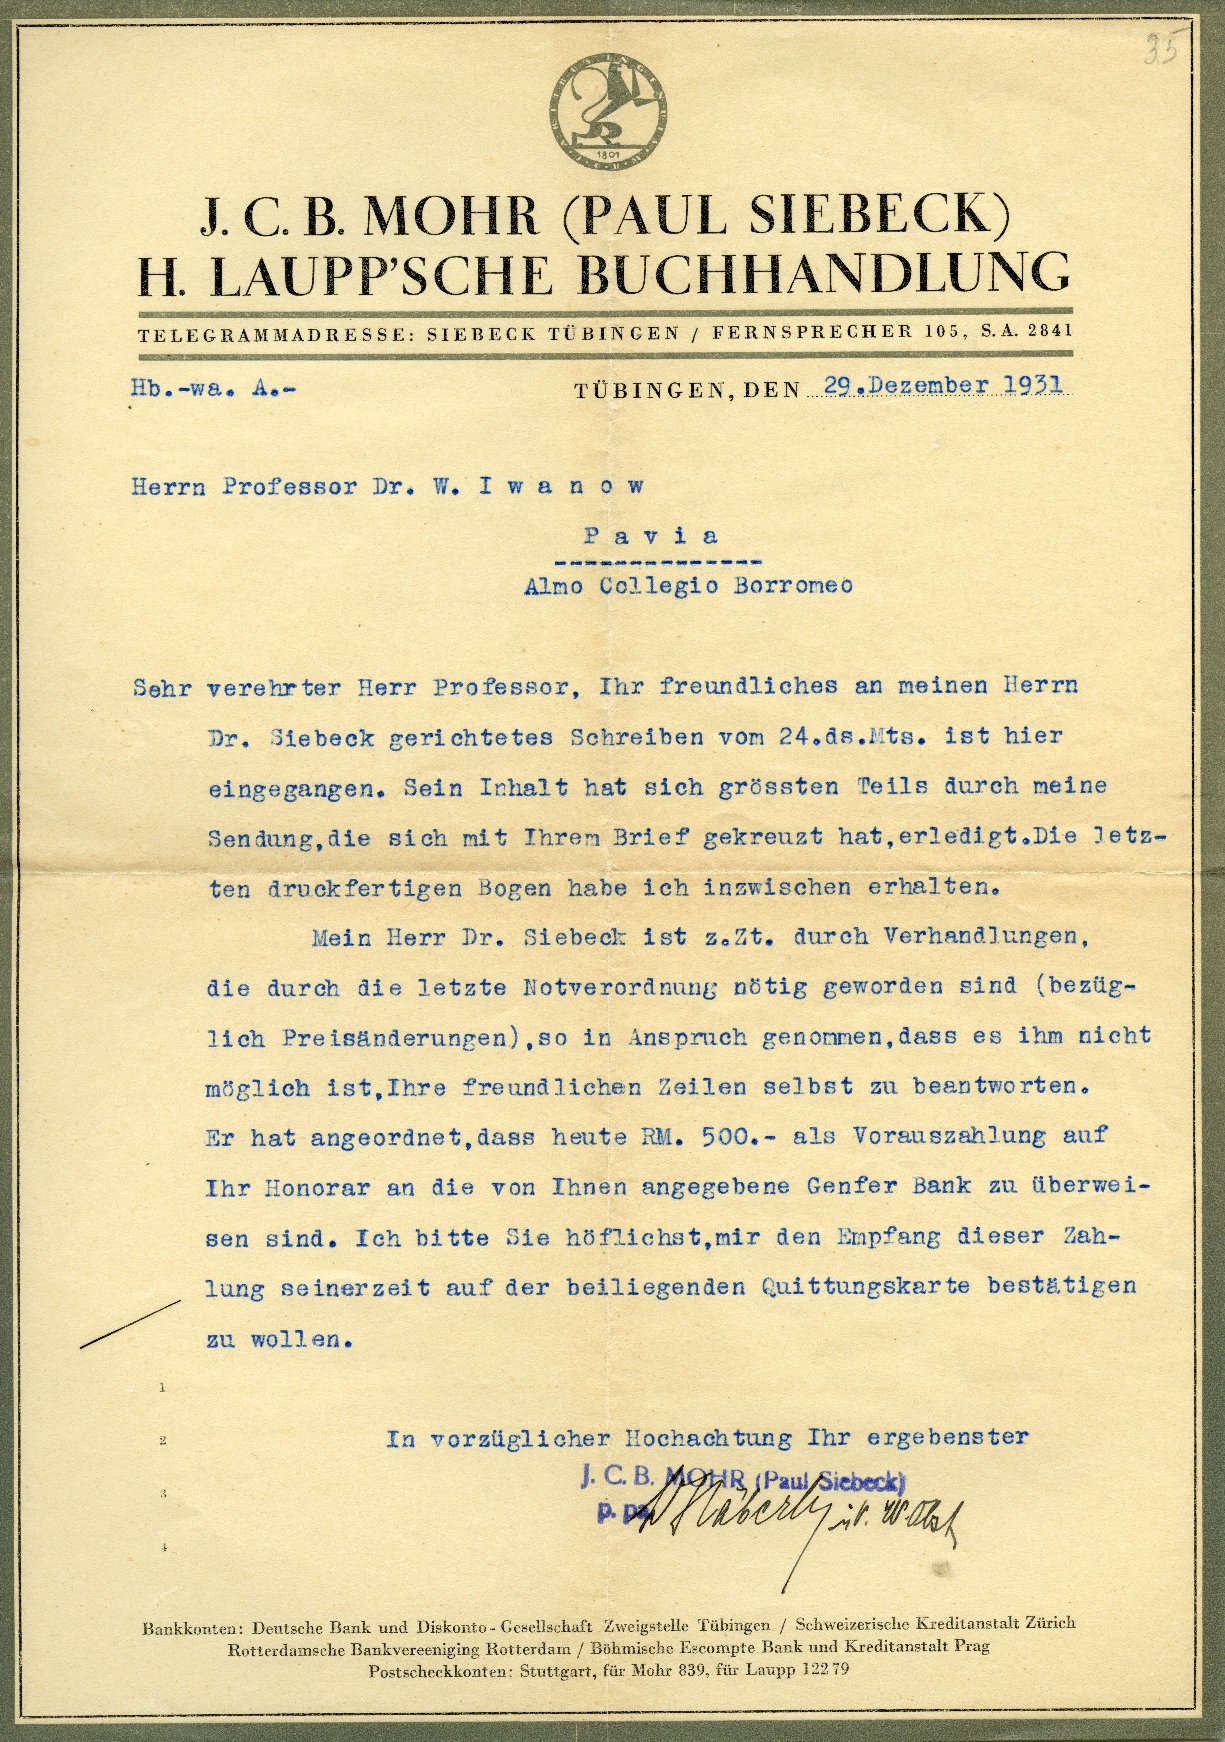 35
1801
J. C. B. MOHR (PAUL SIEBECK)
H. LAUPP'SCHE BUCHHANDLUNG
TELEGRAMMADRESSE: SIEBECK TÜBINGEN / FERNSPRECHER 105, S.A. 2841
Hb.-wa. A.- TÜBINGEN, DEN 29.Dezember 1931
Herrn Professor Dr. W. I w a n o w
P a v i a
Almo Collegio Borromeo
Sehr verehrter Herr Professor, Ihr freundliches an meinen Herrn
Dr. Siebeck gerichtetes Schreiben vom 24.ds.Mts. ist hier
eingegangen. Sein Inhalt hat sich grössten Teils durch meine
Sendung,die sich mit Ihrem Brief gekreuzt hat,erledigt.Die letz-
ten druckfertigen Bogen habe ich inzwischen erhalten.
Mein Herr Dr. Siebeck ist z.Zt. durch Verhandlungen,
die durch die letzte Notverordnung nötig geworden sind (bezüg-
lich Preisänderungen),so in Anspruch genommen,dass es ihm nicht
möglich ist,Ihre freundlichen Zeilen selbst zu beantworten.
Er hat angeordnet,dass heute RM. 500.- als Vorauszahlung auf
Ihr Honorar an die von Ihnen angegebene Genfer Bank zu überwei-
sen sind. Ich bitte Sie höflichst,mir den Empfang dieser Zah-
lung seinerzeit auf der beiliegenden Quittungskarte bestätigen
zu wollen.
1
2
3
4
In vorzüglicher Hochachtung Ihr ergebenster
J. C. B. MOHR (Paul Siebeck)
p. pa.
Bankkonten: Deutsche Bank und Diskonto-Gesellschaft Zweigstelle Tübingen / Schweizerische Kreditanstalt Zürich
Rotterdamsche Bankvereeniging Rotterdam / Böhmische Escompte Bank und Kreditanstalt Prag
Postscheckkonten: Stuttgart, für Mohr 839, für Laupp 122 79